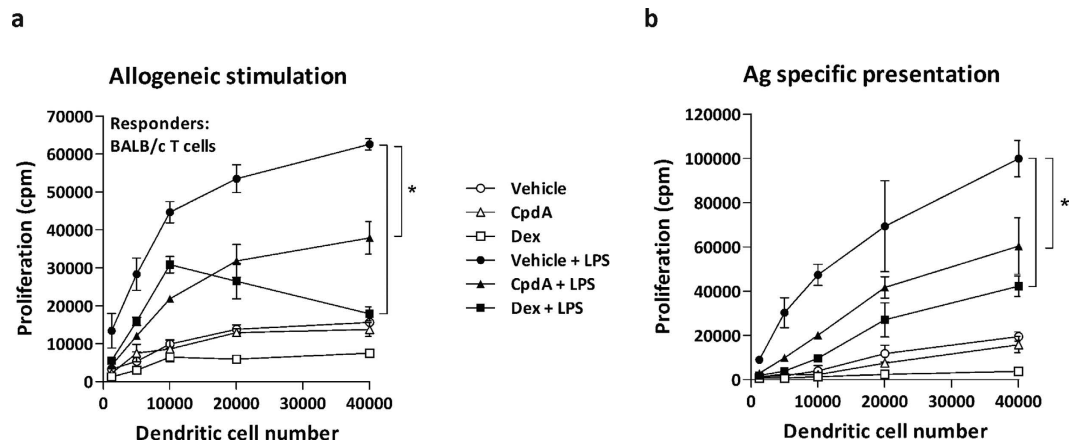 a
Allogeneic stimulation
70000
60000
50000
40000
30000
20000
10000
0
Responders:
BALB/c T cells
*
Proliferation (cpm)
0
10000
20000
30000
40000
Dendritic cell number
Vehicle
CpdA
Dex
Vehicle + LPS
CpdA + LPS
Dex + LPS
b
Ag specific presentation
120000
100000
80000
60000
40000
20000
0
*
Proliferation (cpm)
0
10000
20000
30000
40000
Dendritic cell number